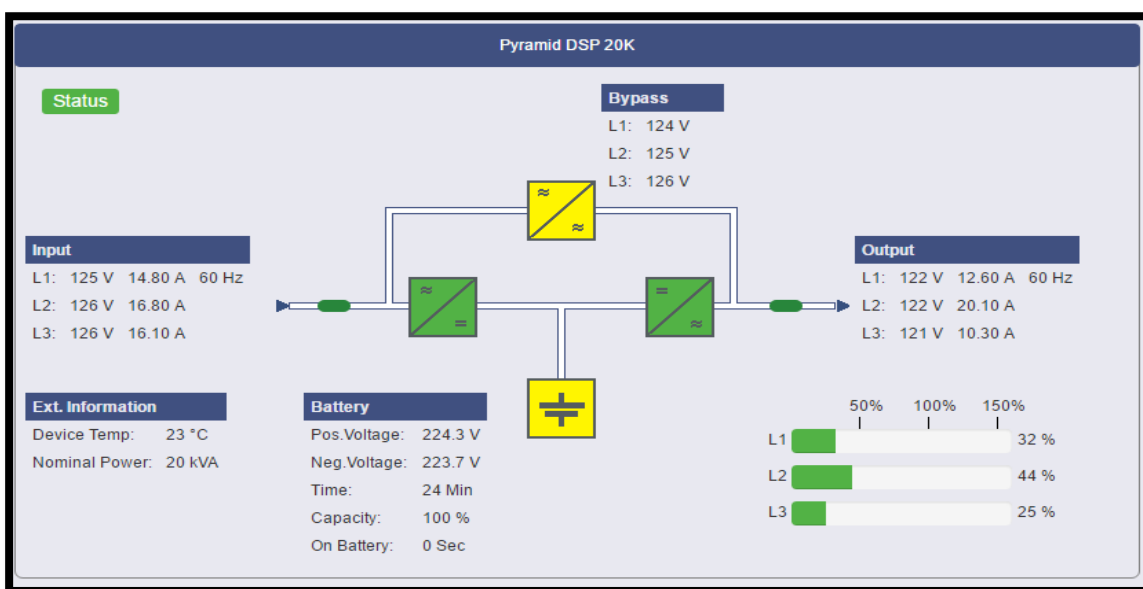 Pyramid DSP 20K
Status
Bypass
L1: 124 V
L2: 125 V
L3: 126 V
Input
L1: 125 V 14.80 A 60 Hz
L2: 126 V 16.80 A
L3: 126 V 16.10 A
Output
L1: 122 V 12.60 A 60 Hz
L2: 122 V 20.10 A
L3: 121 V 10.30 A
Ext. Information
Device Temp: 23 °C
Nominal Power: 20 kVA
Battery
Pos.Voltage: 224.3 V
Neg.Voltage: 223.7 V
Time: 24 Min
Capacity: 100 %
On Battery: 0 Sec
50% 100% 150%
L1 32 %
L2 44 %
L3 25 %